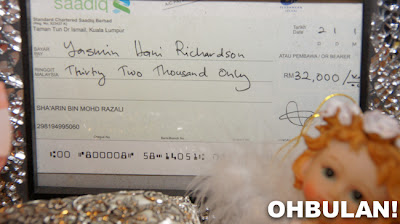 saadiq
Standard Chartered Saadiq Berhad
Taman Tun Dr Ismail, Kuala Lumpur
TARIKH 2 1 1
BAYAR
PAY Yasmin Hani Richardson ATAU PEMBAWA / OR BEARER
RINGGIT
MALAYSIA Thirty Two Thousand Only RM 32,000/
SHA'ARIN BIN MOHD RAZALI
298194995060
OHBULAN!